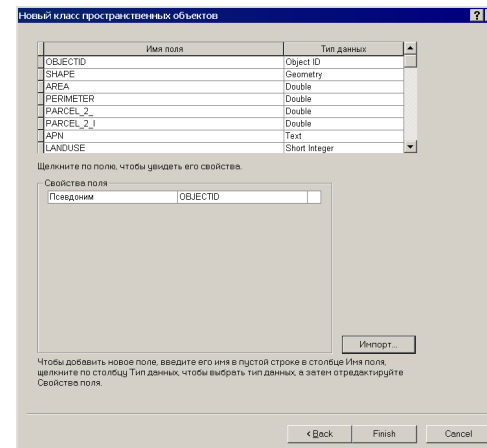 Новый класс пространственных объектов
Имя поля Тип данных
OBJECTID Object ID
SHAPE Geometry
AREA Double
PERIMETER Double
PARCEL_2_ Double
PARCEL_2_I Double
APN Text
LANDUSE Short Integer
Щелкните по полю, чтобы увидеть его свойства.
Свойства поля
Псевдоним OBJECTID
Импорт...
Чтобы добавить новое поле, введите его имя в пустой строке в столбце Имя поля,
щелкните по столбцу Тип данных, чтобы выбрать тип данных, а затем отредактируйте
Свойства поля.
< Back Finish Cancel